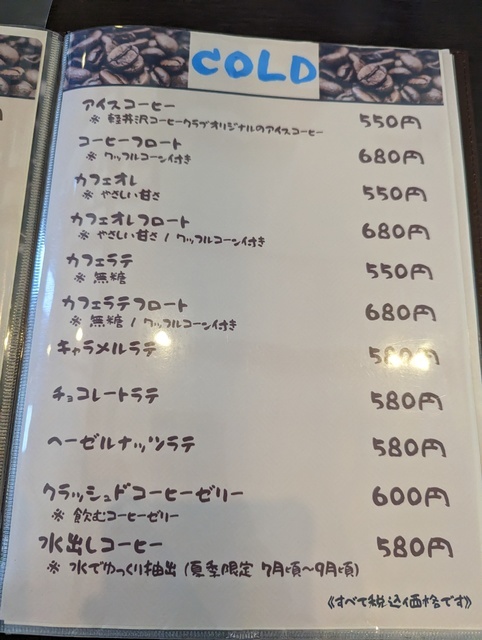 COLD
アイスコーヒー 550円
※ 軽井沢コーヒークラブオリジナルのアイスコーヒー
コーヒーフロート 680円
※ ワッフルコーン付き
カフェオレ 550円
※ やさしい甘さ
カフェオレフロート 680円
※ やさしい甘さ / ワッフルコーン付き
カフェラテ 550円
※ 無糖
カフェラテフロート 680円
※ 無糖 / ワッフルコーン付き
キャラメルラテ 580円
チョコレートラテ 580円
ヘーゼルナッツラテ 580円
クラッシュドコーヒーゼリー 600円
※ 飲むコーヒーゼリー
水出しコーヒー 580円
※ 水でゆっくり抽出 (夏季限定 7月頃～9月頃)
《すべて税込価格です》